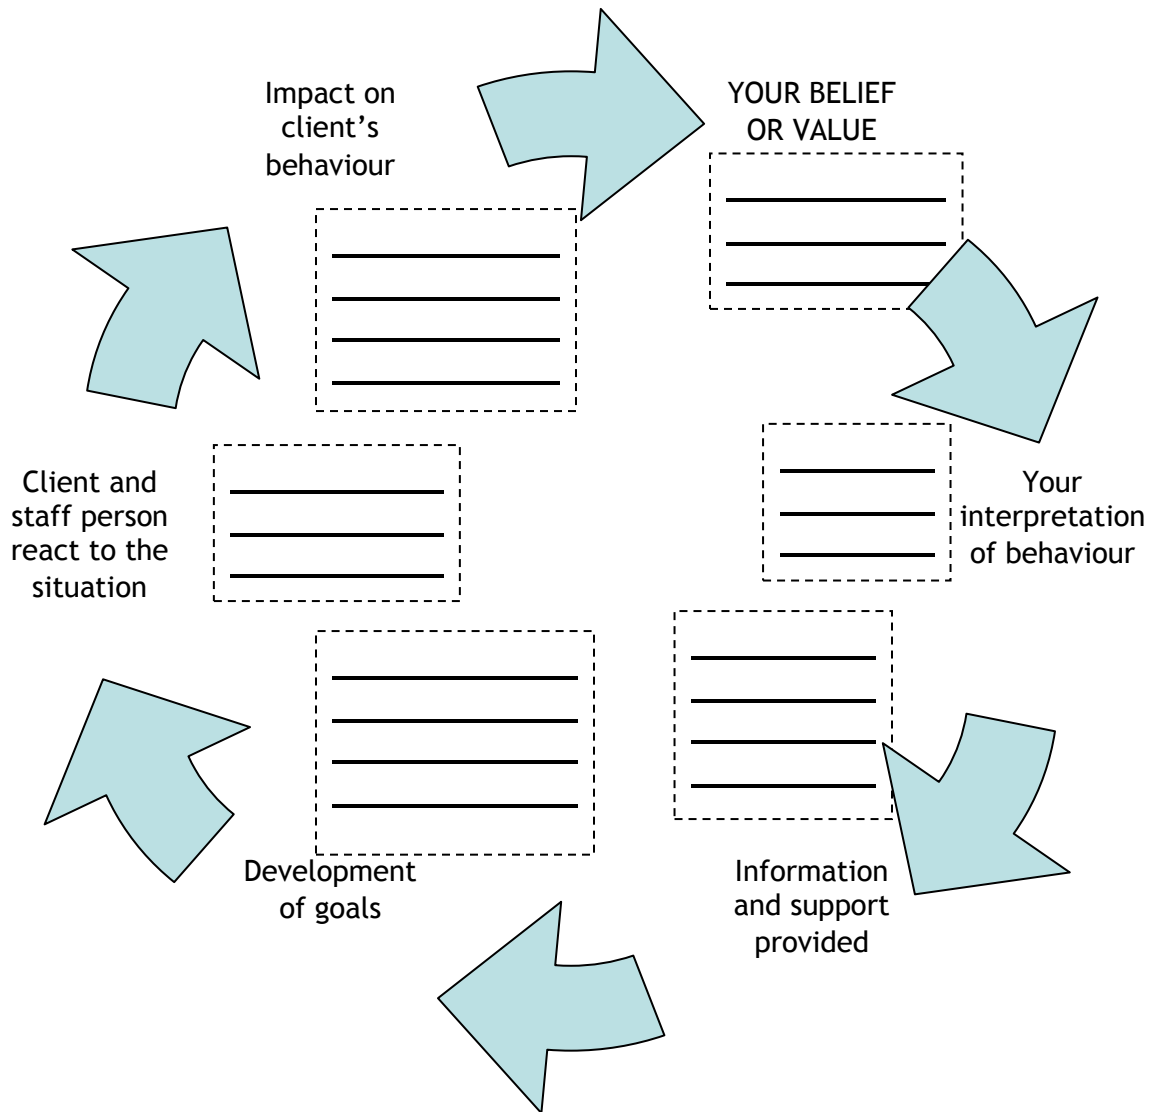 Impact on
client’s
behaviour
YOUR BELIEF
OR VALUE
Your
interpretation
of behaviour
Information
and support
provided
Development
of goals
Client and
staff person
react to the
situation